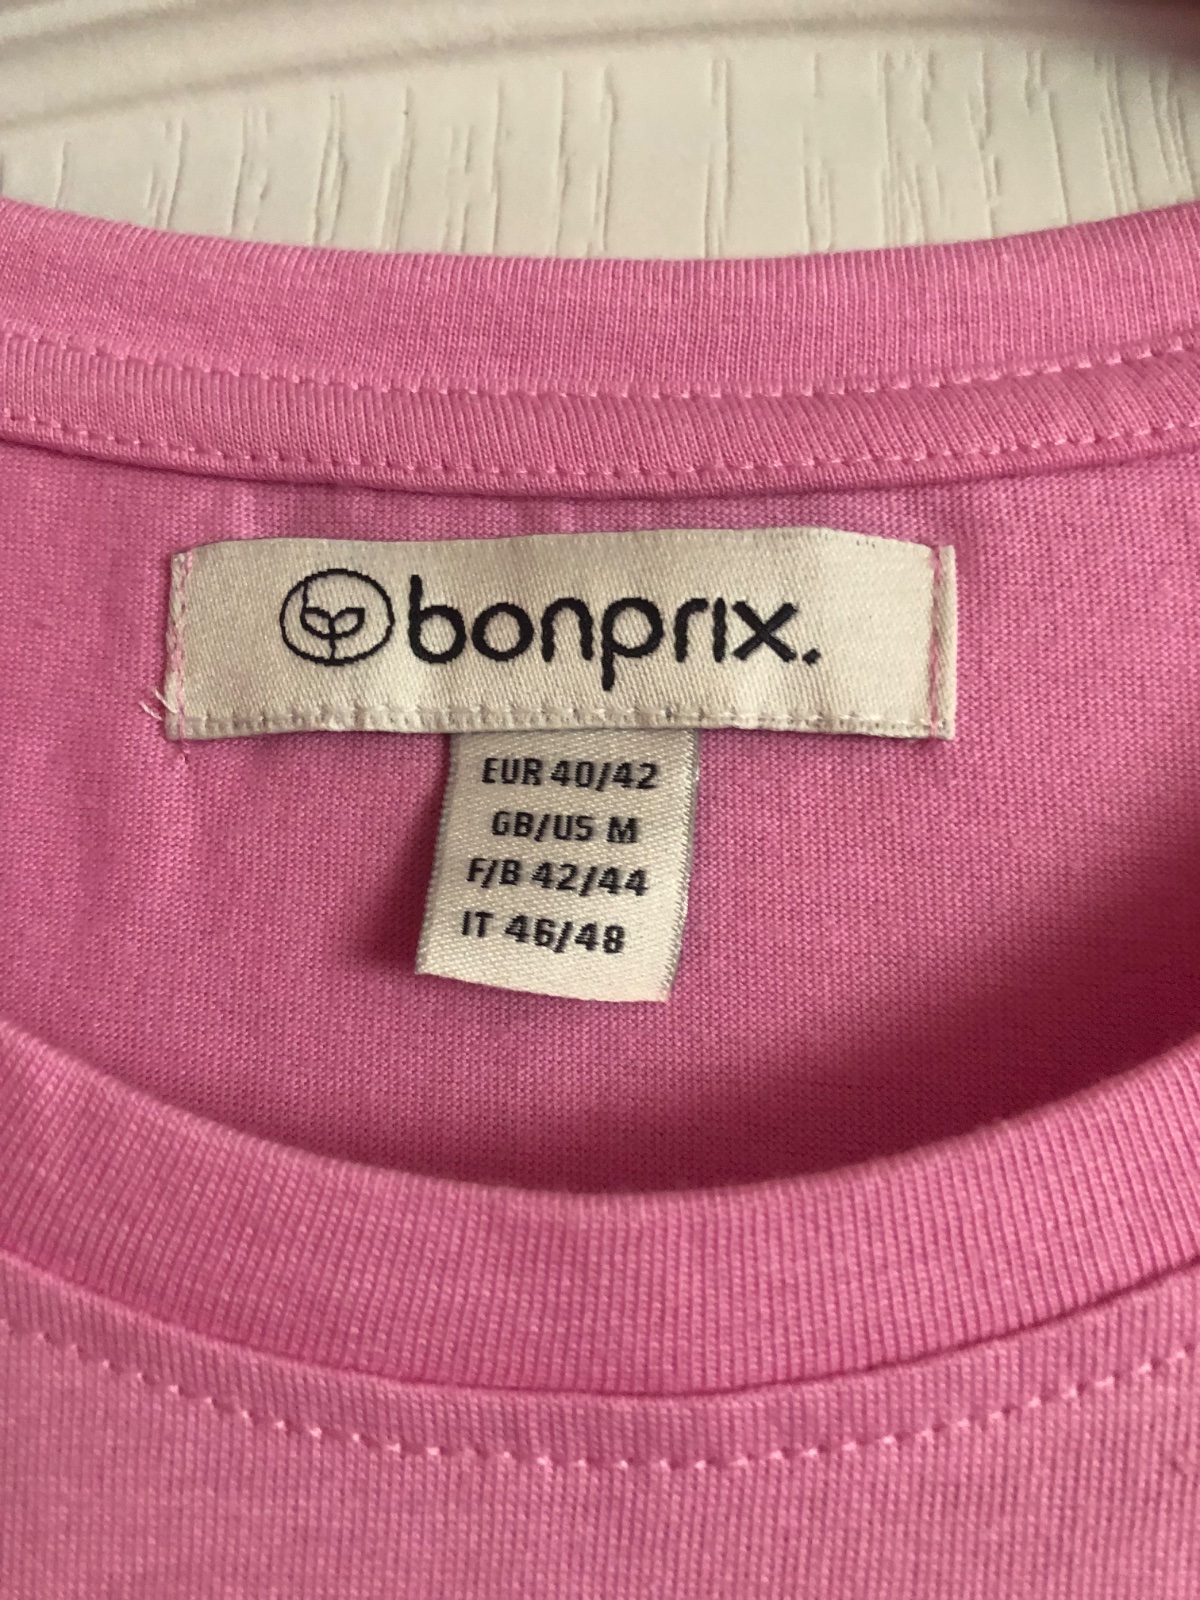 bonprix.
EUR 40/42
GB/US M
F/B 42/44
IT 46/48